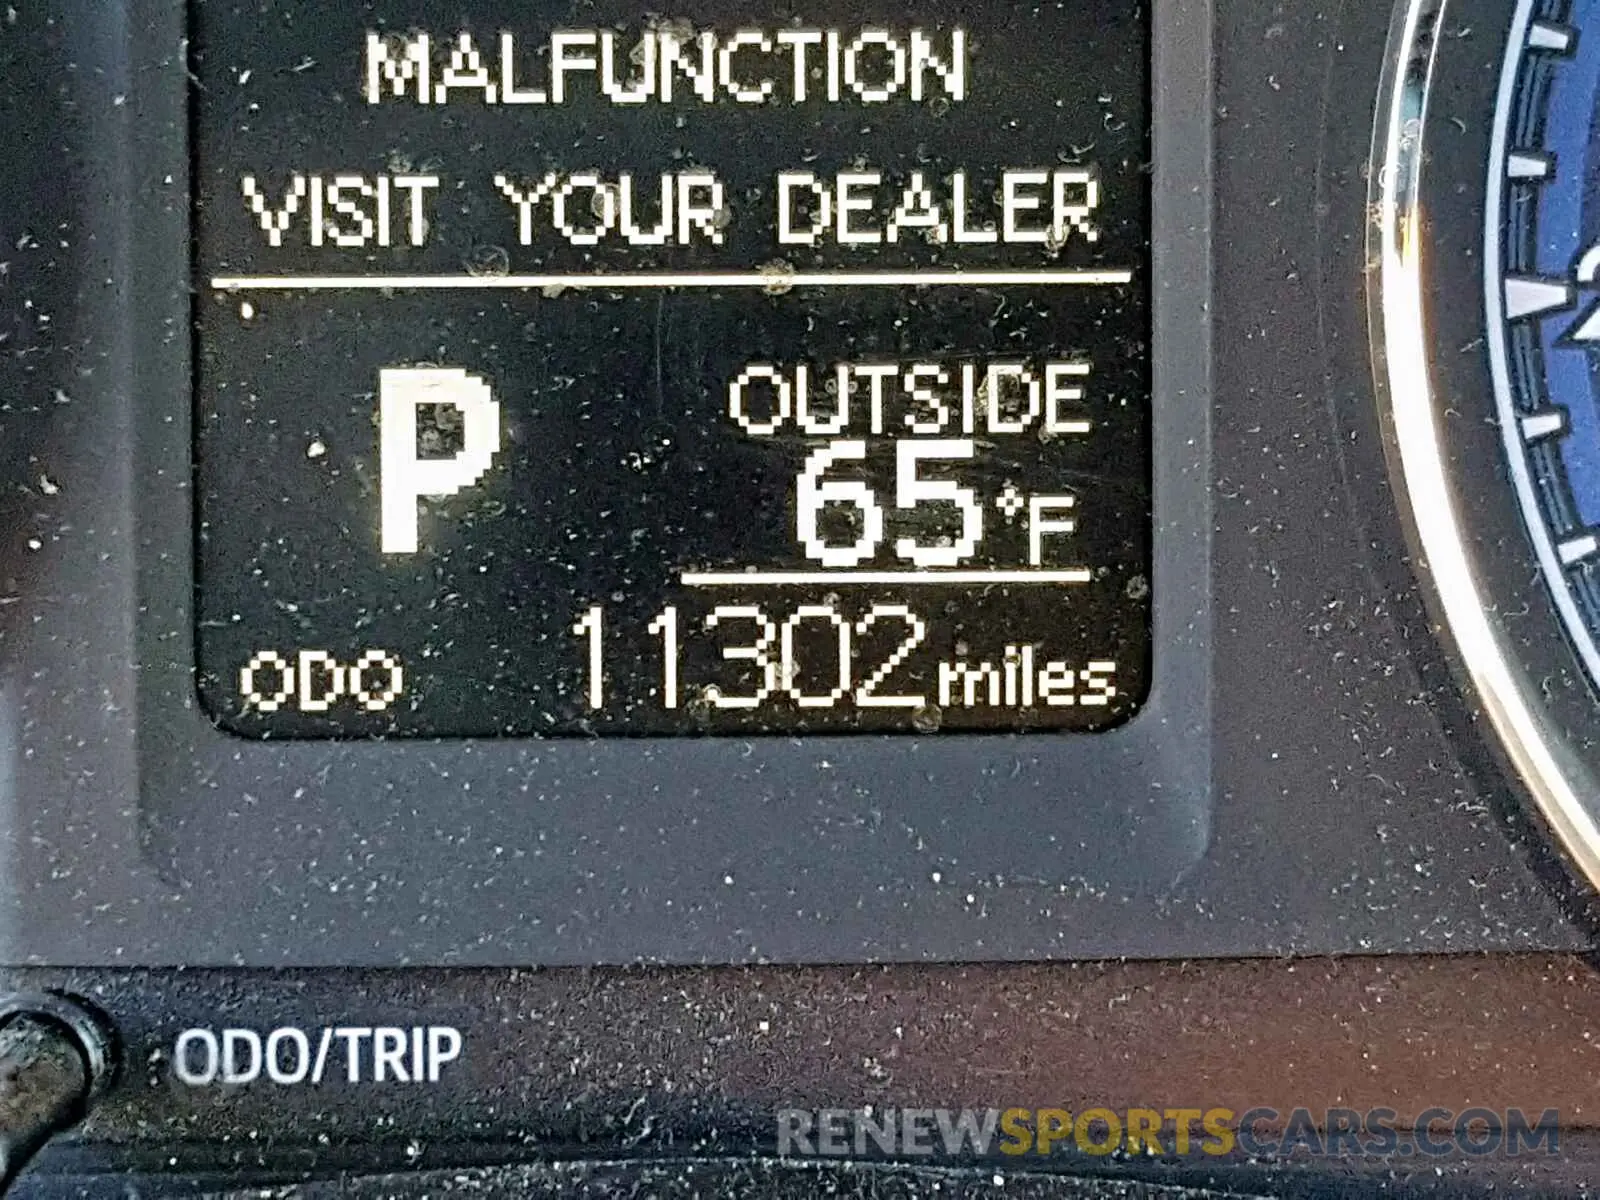 MALFUNCTION
VISIT YOUR DEALER
P
OUTSIDE
65°F
ODO 11302 miles
ODO/TRIP
RENEWSPORTSCARS.COM